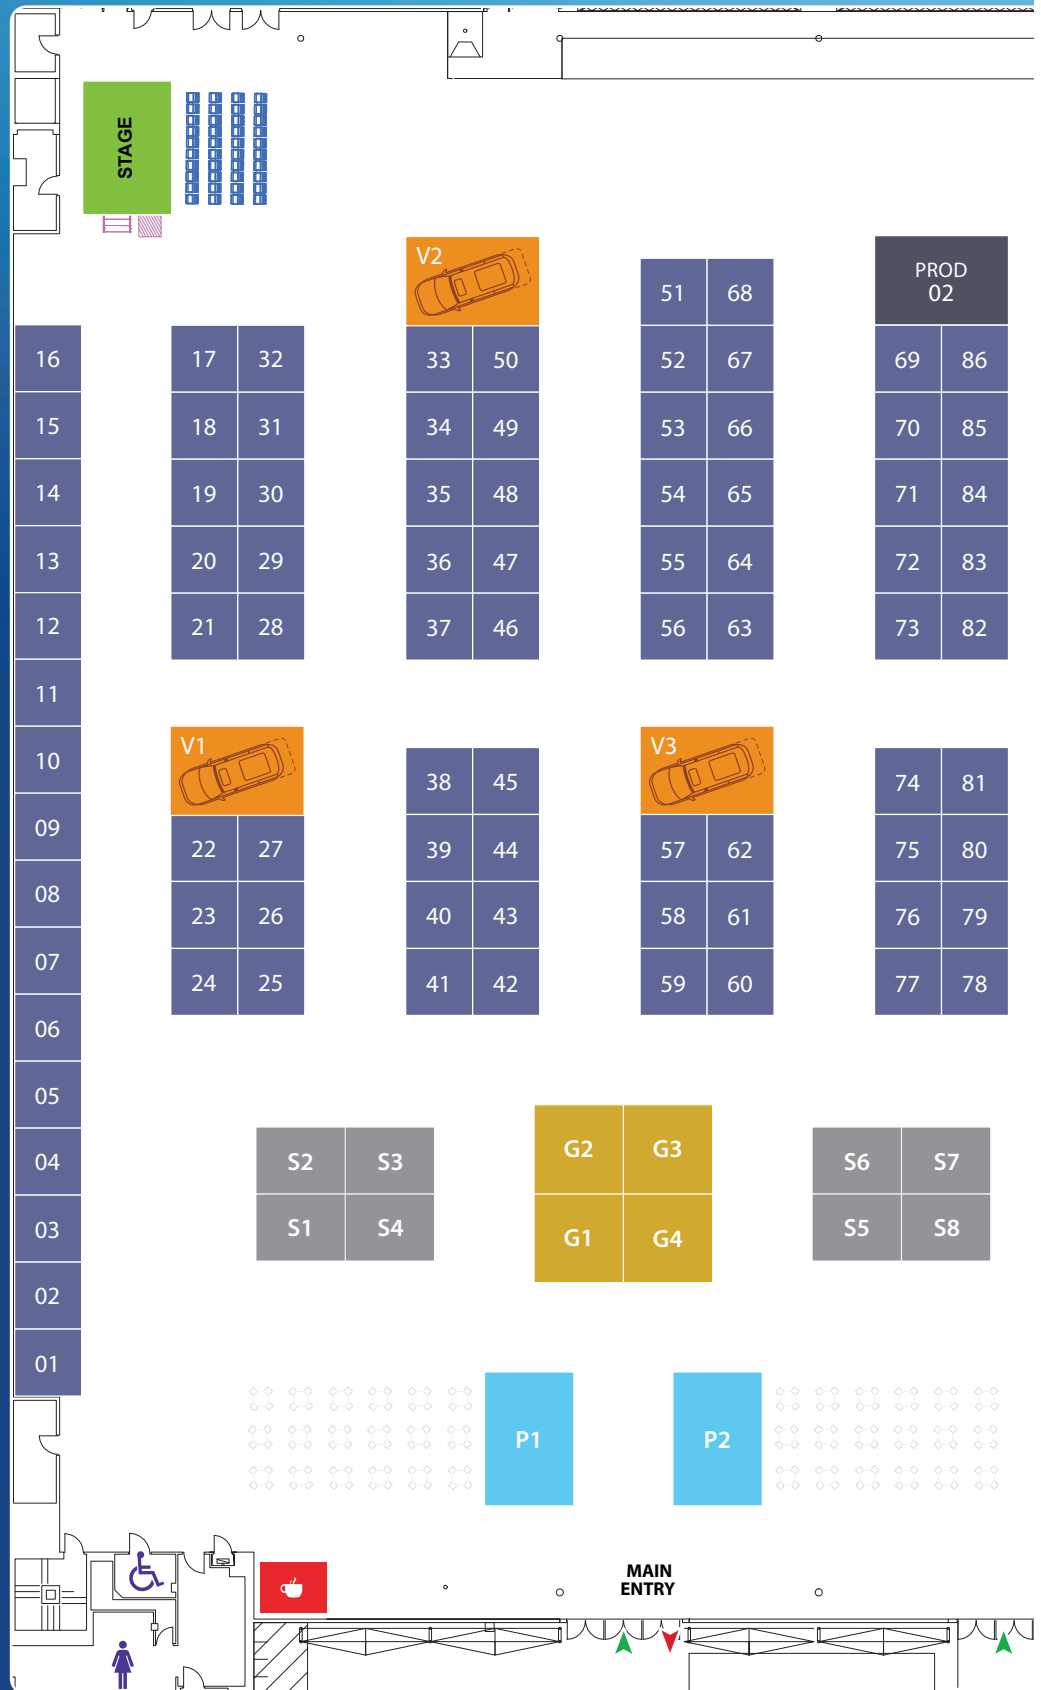 STAGE
V2
PROD
02
51 68
16 17 32 33 50 52 67 69 86
15 18 31 34 49 53 66 70 85
14 19 30 35 48 54 65 71 84
13 20 29 36 47 55 64 72 83
12 21 28 37 46 56 63 73 82
11
V1 V3
10 38 45 74 81
09 22 27 39 44 57 62 75 80
08 23 26 40 43 58 61 76 79
07 24 25 41 42 59 60 77 78
06
05
04 S2 S3 G2 G3 S6 S7
03 S1 S4 G1 G4 S5 S8
02
01
P1 P2
MAIN
ENTRY